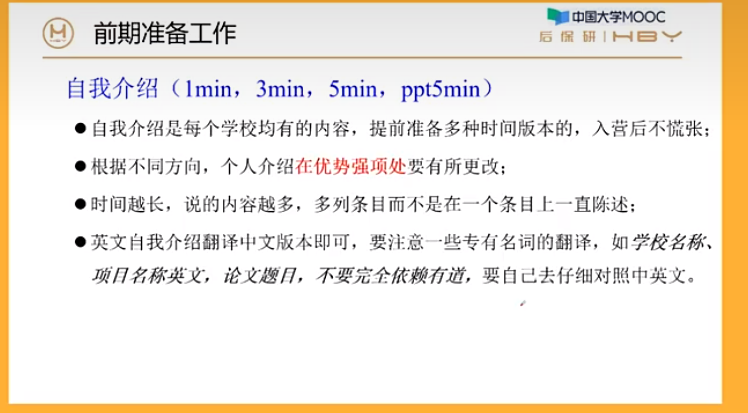 前期准备工作
中国大学MOOC
后保研 | HBY
自我介绍（1min，3min，5min，ppt5min）
●自我介绍是每个学校均有的内容，提前准备多种时间版本的，入营后不慌张；
●根据不同方向，个人介绍在优势强项处要有所更改；
●时间越长，说的内容越多，多列条目而不是在一个条目上一直陈述；
●英文自我介绍翻译中文版本即可，要注意一些专有名词的翻译，如学校名称、
项目名称英文，论文题目，不要完全依赖有道，要自己去仔细对照中英文。